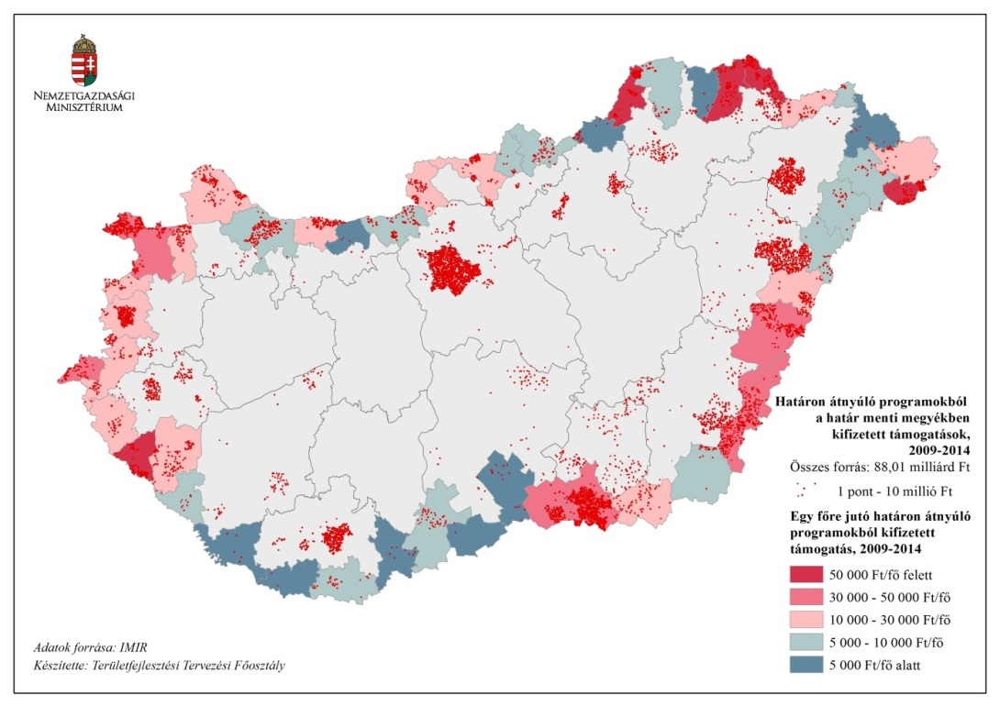 NEMZETGAZDASÁGI
MINISZTÉRIUM
Határon átnyúló programokból
a határ menti megyékben
kifizetett támogatások,
2009-2014
Összes forrás: 88,01 milliárd Ft
1 pont - 10 millió Ft
Egy főre jutó határon átnyúló
programokból kifizetett
támogatás, 2009-2014
50 000 Ft/fő felett
30 000 - 50 000 Ft/fő
10 000 - 30 000 Ft/fő
5 000 - 10 000 Ft/fő
5 000 Ft/fő alatt
Adatok forrása: IMIR
Készítette: Területfejlesztési Tervezési Főosztály